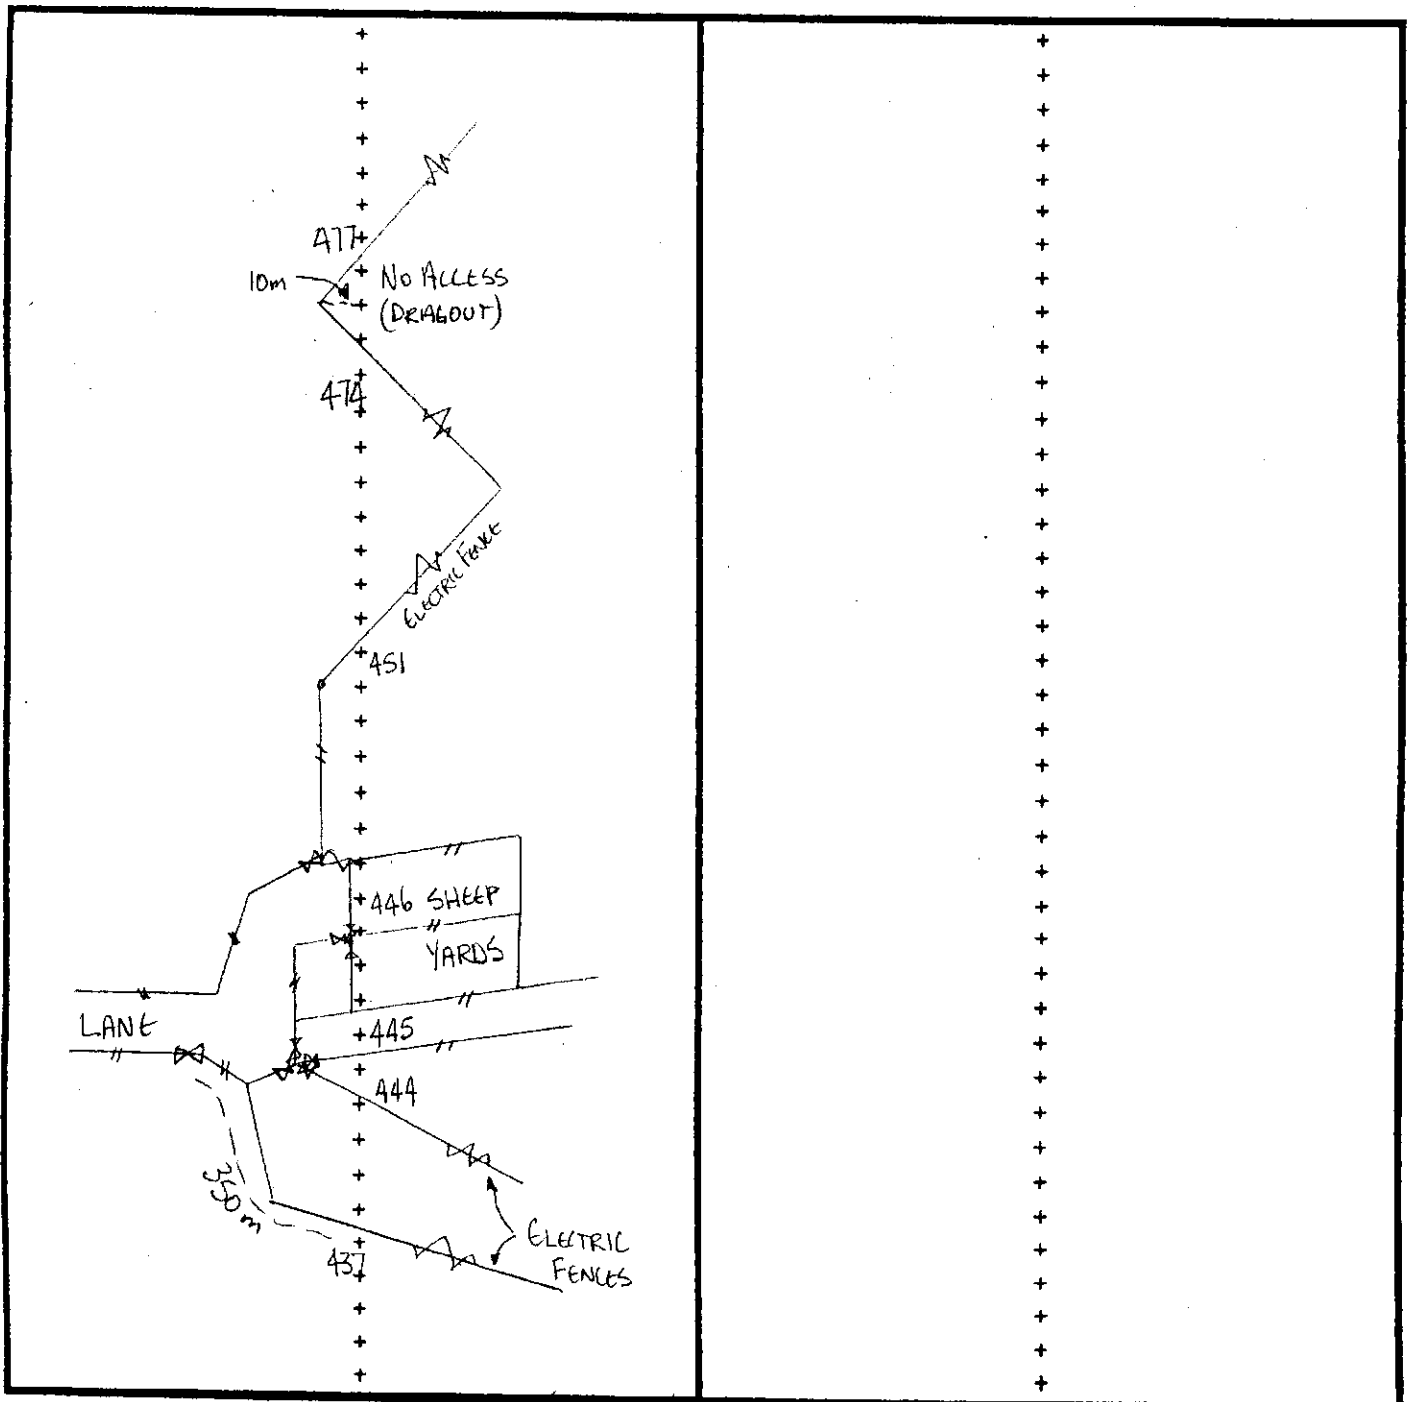 477
10m
NO ACCESS
(DRAGOUT)
474
ELECTRIC FENCE
451
446 SHEEP
YARDS
LANE
445
444
350m
ELECTRIC
FENCES
437